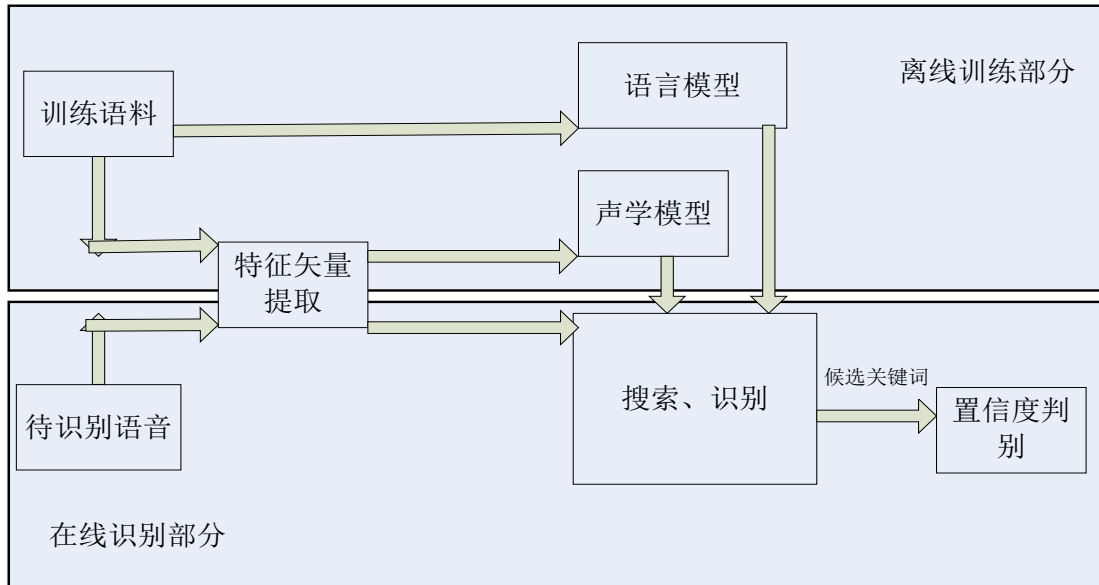 离线训练部分
语言模型
训练语料
声学模型
特征矢量
提取
搜索、识别
候选关键词
置信度判
别
待识别语音
在线识别部分